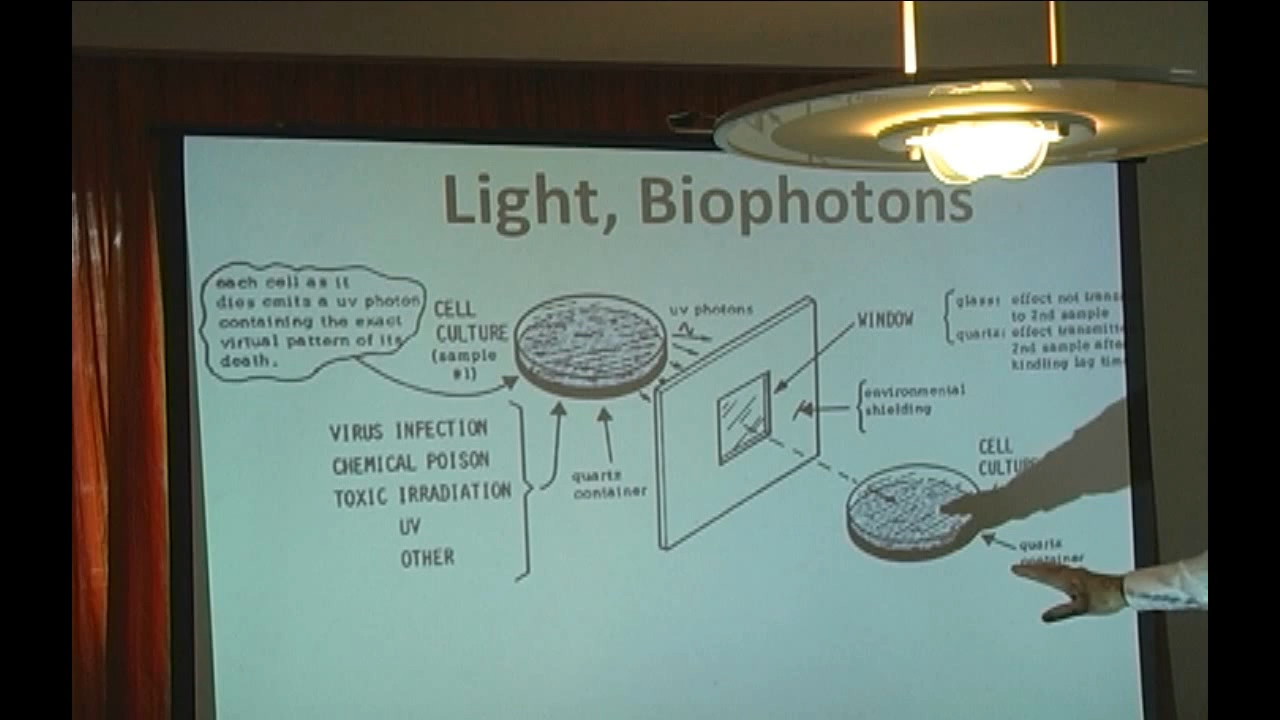 Light, Biophotons
each cell as it
dies emits a uv photon
containing the exact
virtual pattern of its
death.
CELL
CULTURE
(sample
#1)
uv photons
WINDOW
glass: effect not trans
to 2nd sample
quartz: effect transmitte
2nd sample afte
kindling lag time
environmental
shielding
VIRUS INFECTION
CHEMICAL POISON
TOXIC IRRADIATION
UV
OTHER
quartz
container
CELL
CULTU
quartz
container